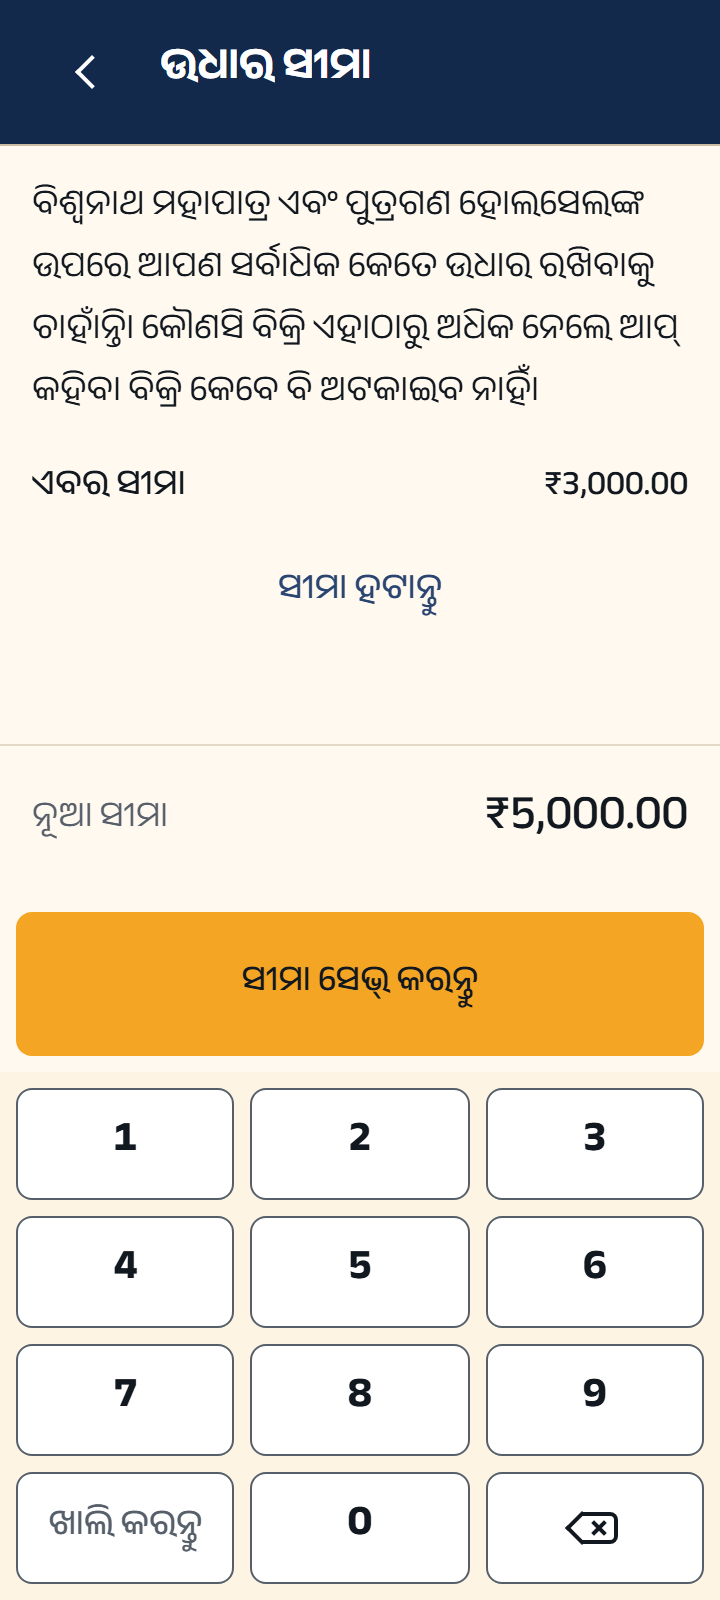 ଉଧାର ସୀମା
ବିଶ୍ୱନାଥ ମହାପାତ୍ର ଏବଂ ପୁତ୍ରଗଣ ହୋଲସେଲଙ୍କ
ଉପରେ ଆପଣ ସର୍ବାଧିକ କେତେ ଉଧାର ରଖିବାକୁ
ଚାହାଁନ୍ତି। କୌଣସି ବିକ୍ରି ଏହାଠାରୁ ଅଧିକ ନେଲେ ଆପ୍
କହିବ। ବିକ୍ରି କେବେ ବି ଅଟକାଇବ ନାହିଁ।
ଏବର ସୀମା ₹3,000.00
ସୀମା ହଟାନ୍ତୁ
ନୂଆ ସୀମା ₹5,000.00
ସୀମା ସେଭ୍ କରନ୍ତୁ
1 2 3
4 5 6
7 8 9
ଖାଲି କରନ୍ତୁ 0